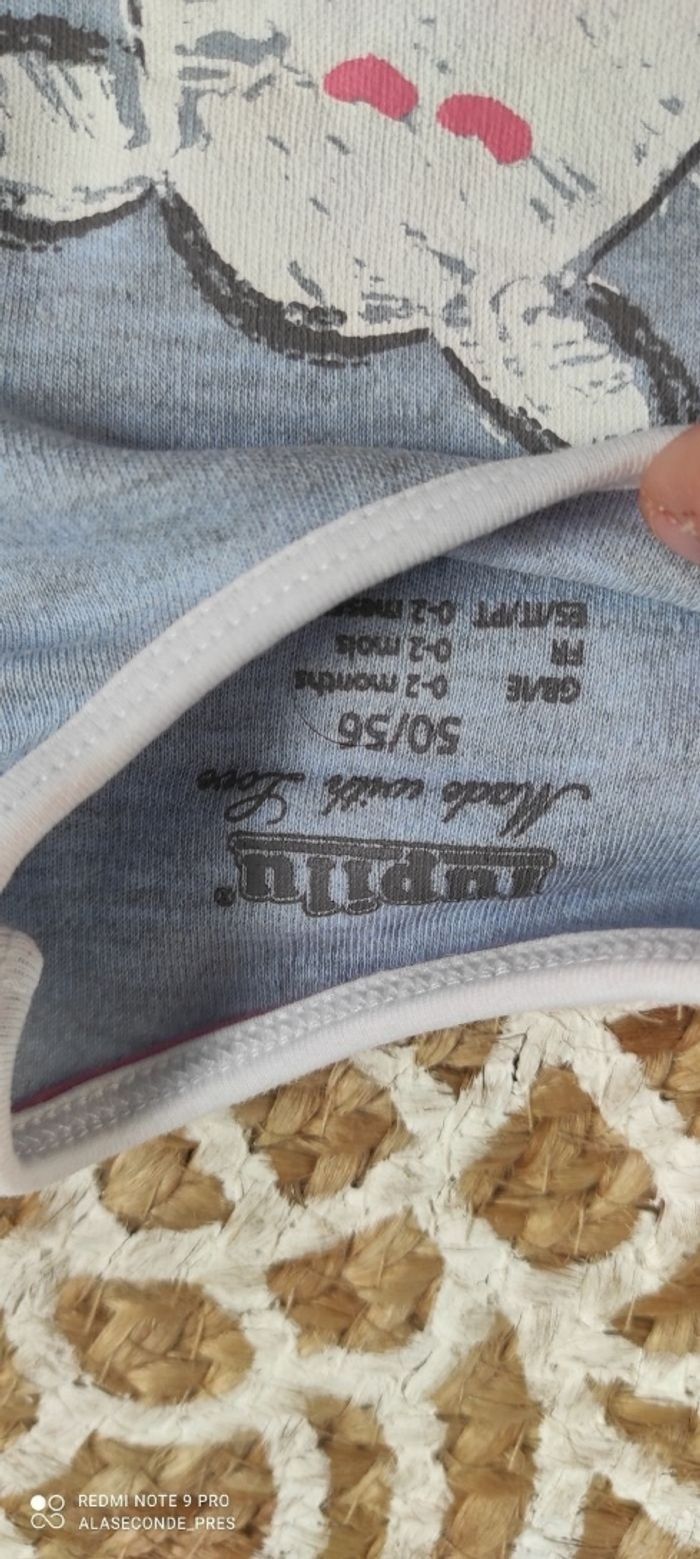 lupilu®
Made with Love
50/56
GB/IE 0-2 months
FR 0-2 mois
ES/IT/PT 0-2 mes
REDMI NOTE 9 PRO
ALASECONDE_PRES